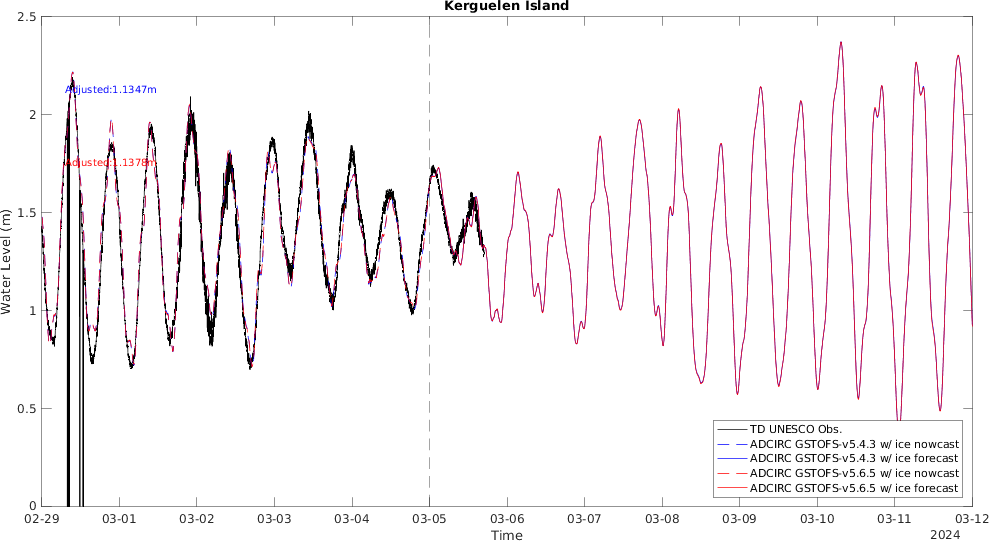 Kerguelen Island
2.5
2
1.5
1
0.5
0
Water Level (m)
Adjusted:1.1347m
Adjusted:1.1378m
TD UNESCO Obs.
ADCIRC GSTOFS-v5.4.3 w/ ice nowcast
ADCIRC GSTOFS-v5.4.3 w/ ice forecast
ADCIRC GSTOFS-v5.6.5 w/ ice nowcast
ADCIRC GSTOFS-v5.6.5 w/ ice forecast
02-29 03-01 03-02 03-03 03-04 03-05 03-06 03-07 03-08 03-09 03-10 03-11 03-12
Time
2024